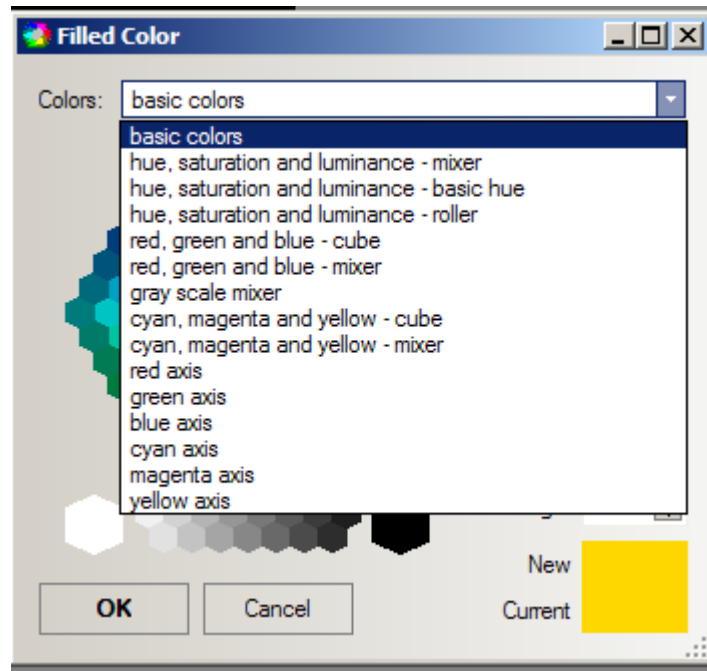 Filled Color
Colors: basic colors
basic colors
hue, saturation and luminance - mixer
hue, saturation and luminance - basic hue
hue, saturation and luminance - roller
red, green and blue - cube
red, green and blue - mixer
gray scale mixer
cyan, magenta and yellow - cube
cyan, magenta and yellow - mixer
red axis
green axis
blue axis
cyan axis
magenta axis
yellow axis
New
OK Cancel Current